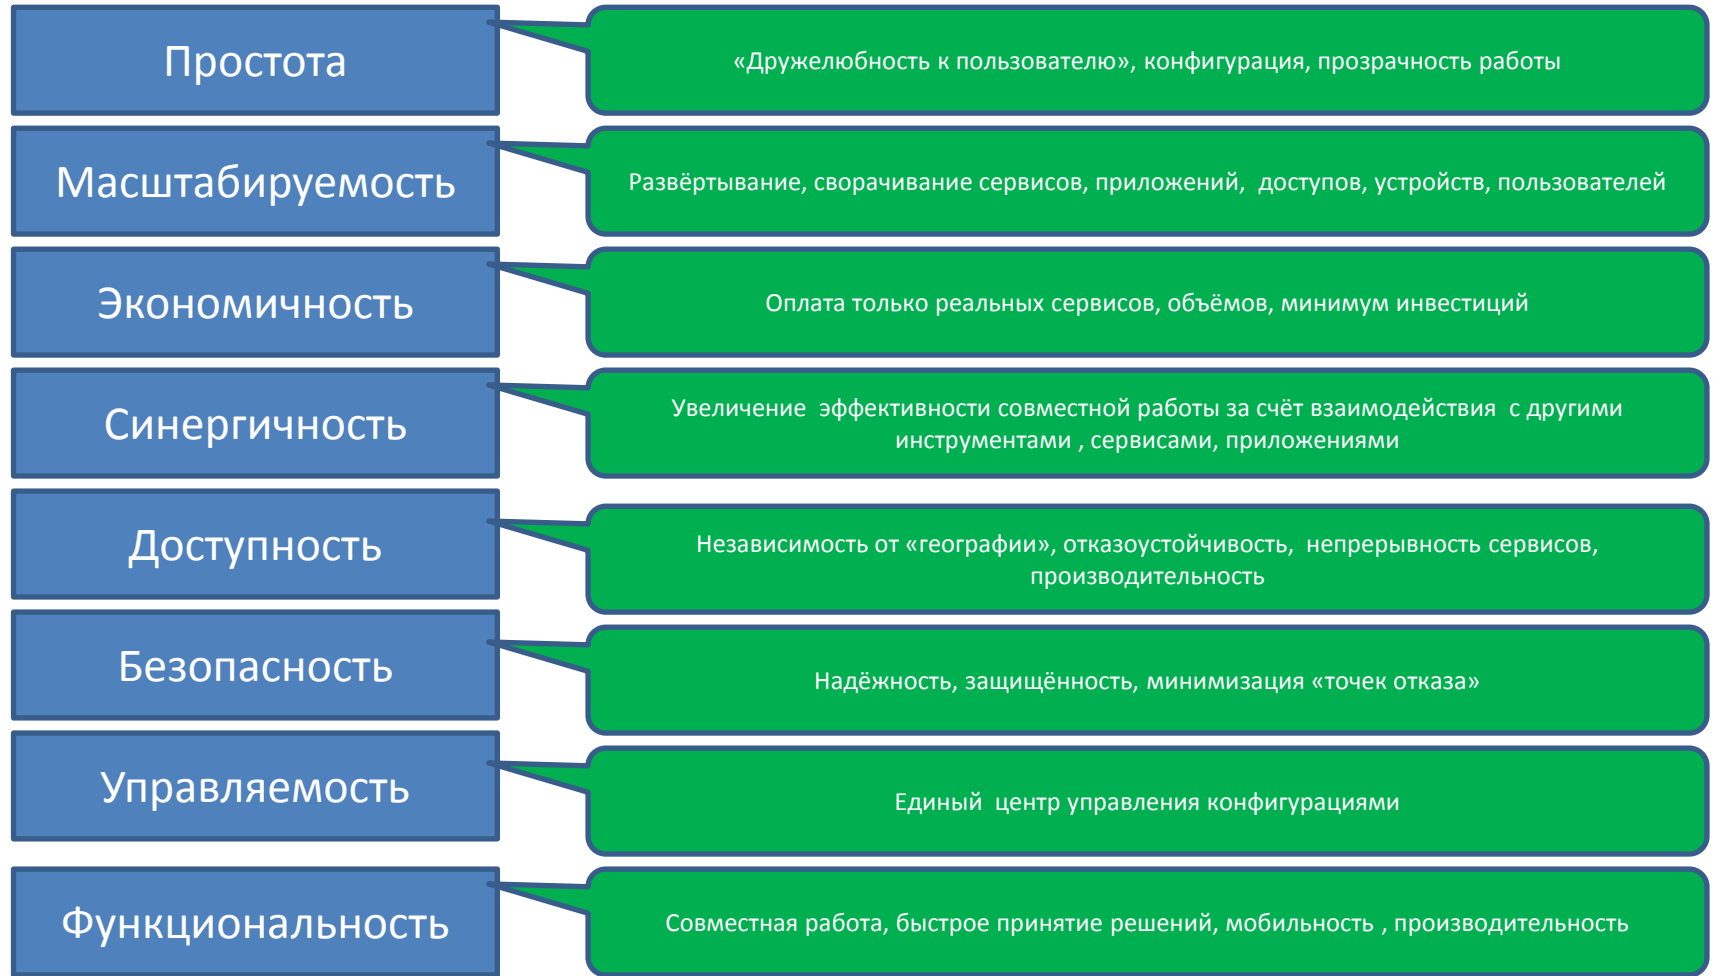 Простота
«Дружелюбность к пользователю», конфигурация, прозрачность работы
Масштабируемость
Развёртывание, сворачивание сервисов, приложений,  доступов, устройств, пользователей
Экономичность
Оплата только реальных сервисов, объёмов, минимум инвестиций
Синергичность
Увеличение  эффективности совместной работы за счёт взаимодействия  с другими
инструментами , сервисами, приложениями
Доступность
Независимость от «географии», отказоустойчивость,  непрерывность сервисов,
производительность
Безопасность
Надёжность, защищённость, минимизация «точек отказа»
Управляемость
Единый  центр управления конфигурациями
Функциональность
Совместная работа, быстрое принятие решений, мобильность , производительность